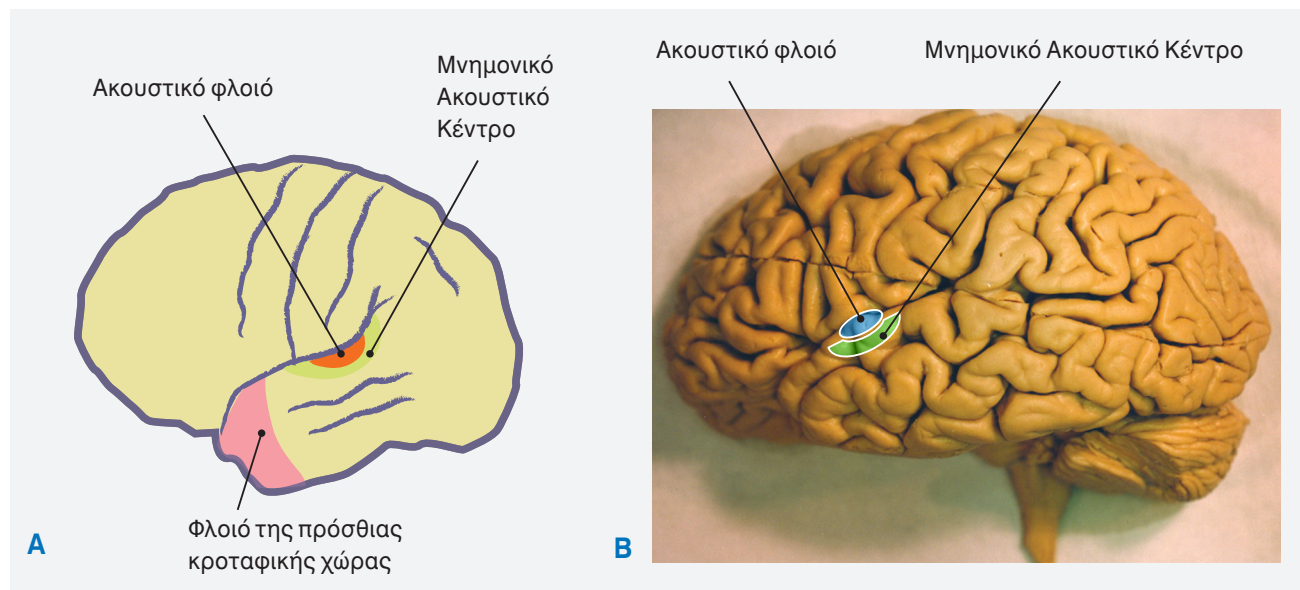 Ακουστικό φλοιό
Μνημονικό
Ακουστικό
Κέντρο
Φλοιό της πρόσθιας
κροταφικής χώρας
A
Ακουστικό φλοιό
Μνημονικό Ακουστικό Κέντρο
B